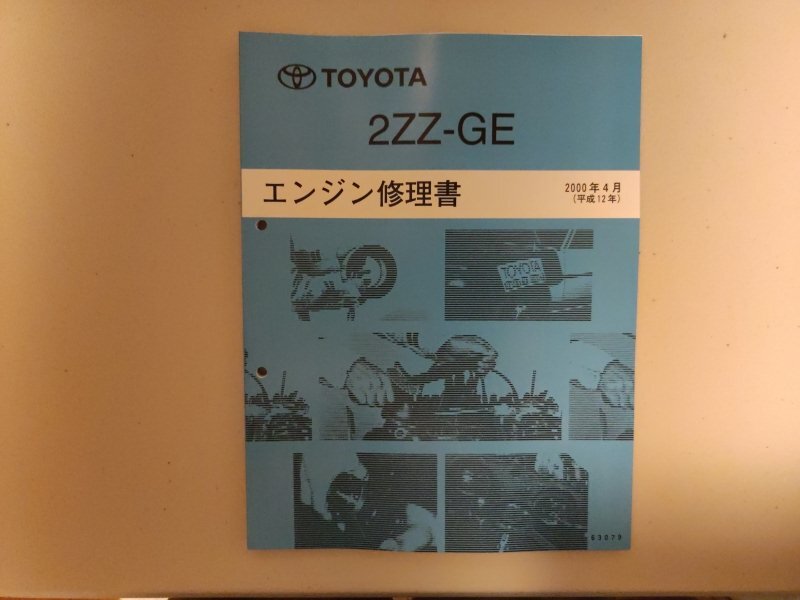 TOYOTA
2ZZ-GE
エンジン修理書
2000年4月
(平成12年)
TOYOTA
63079